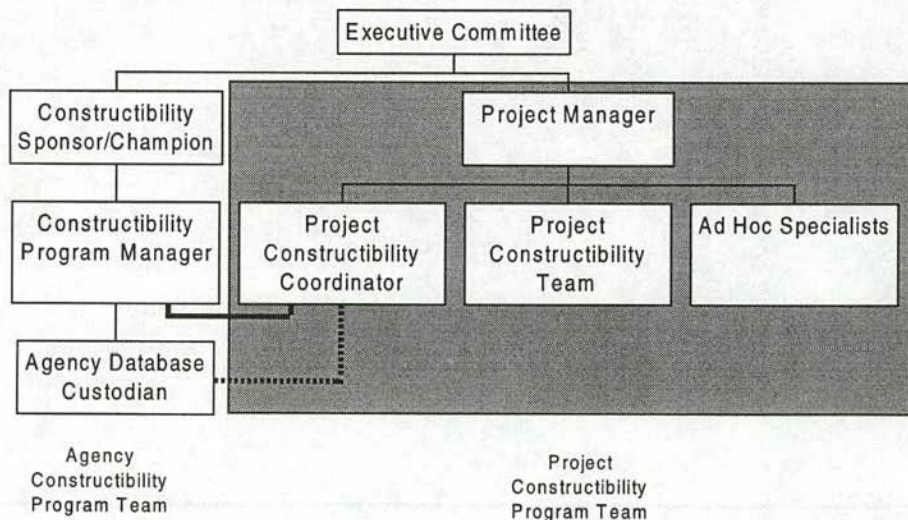 Executive Committee
Constructibility
Sponsor/Champion
Project Manager
Constructibility
Program Manager
Project
Constructibility
Coordinator
Project
Constructibility
Team
Ad Hoc Specialists
Agency Database
Custodian
Agency
Constructibility
Program Team
Project
Constructibility
Program Team